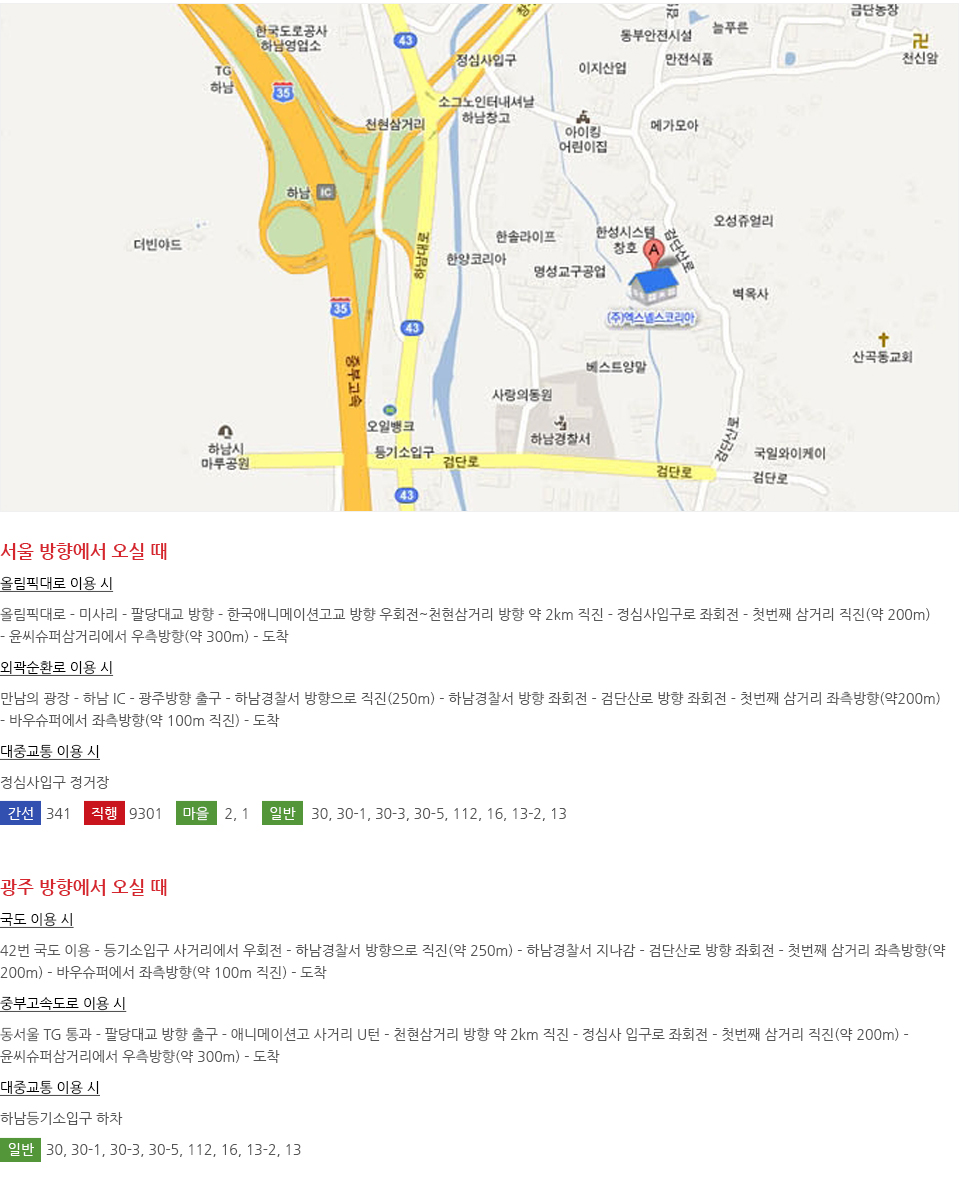 한국도로공사
하남영업소
43
정심사입구
동부안전시설
늘푸른
금단농장
천신암
만전식품
이지산업
TG
하남
35
천현삼거리
소그노인터내셔날
하남창고
아이킹
어린이집
메가모아
하남
IC
더빈야드
하남대로
한솔라이프
한양코리아
명성교구공업
한성시스템
창호
A
검단산로
오성쥬얼리
(주)엑스넬스코리아
벽옥사
35
43
중부고속
산곡동교회
베스트양말
사랑의동원
오일뱅크
하남경찰서
하남시
마루공원
등기소입구
검단로
검단로
검단산로
국일와이케이
검단로
43
서울 방향에서 오실 때
올림픽대로 이용 시
올림픽대로 - 미사리 - 팔당대교 방향 - 한국애니메이션고교 방향 우회전~천현삼거리 방향 약 2km 직진 - 정심사입구로 좌회전 - 첫번째 삼거리 직진(약 200m)
- 윤씨슈퍼삼거리에서 우측방향(약 300m) - 도착
외곽순환로 이용 시
만남의 광장 - 하남 IC - 광주방향 출구 - 하남경찰서 방향으로 직진(250m) - 하남경찰서 방향 좌회전 - 검단산로 방향 좌회전 - 첫번째 삼거리 좌측방향(약200m)
- 바우슈퍼에서 좌측방향(약 100m 직진) - 도착
대중교통 이용 시
정심사입구 정거장
간선 341 직행 9301 마을 2, 1 일반 30, 30-1, 30-3, 30-5, 112, 16, 13-2, 13
광주 방향에서 오실 때
국도 이용 시
42번 국도 이용 - 등기소입구 사거리에서 우회전 - 하남경찰서 방향으로 직진(약 250m) - 하남경찰서 지나감 - 검단산로 방향 좌회전 - 첫번째 삼거리 좌측방향(약
200m) - 바우슈퍼에서 좌측방향(약 100m 직진) - 도착
중부고속도로 이용 시
동서울 TG 통과 - 팔당대교 방향 출구 - 애니메이션고 사거리 U턴 - 천현삼거리 방향 약 2km 직진 - 정심사 입구로 좌회전 - 첫번째 삼거리 직진(약 200m) -
윤씨슈퍼삼거리에서 우측방향(약 300m) - 도착
대중교통 이용 시
하남등기소입구 하차
일반 30, 30-1, 30-3, 30-5, 112, 16, 13-2, 13